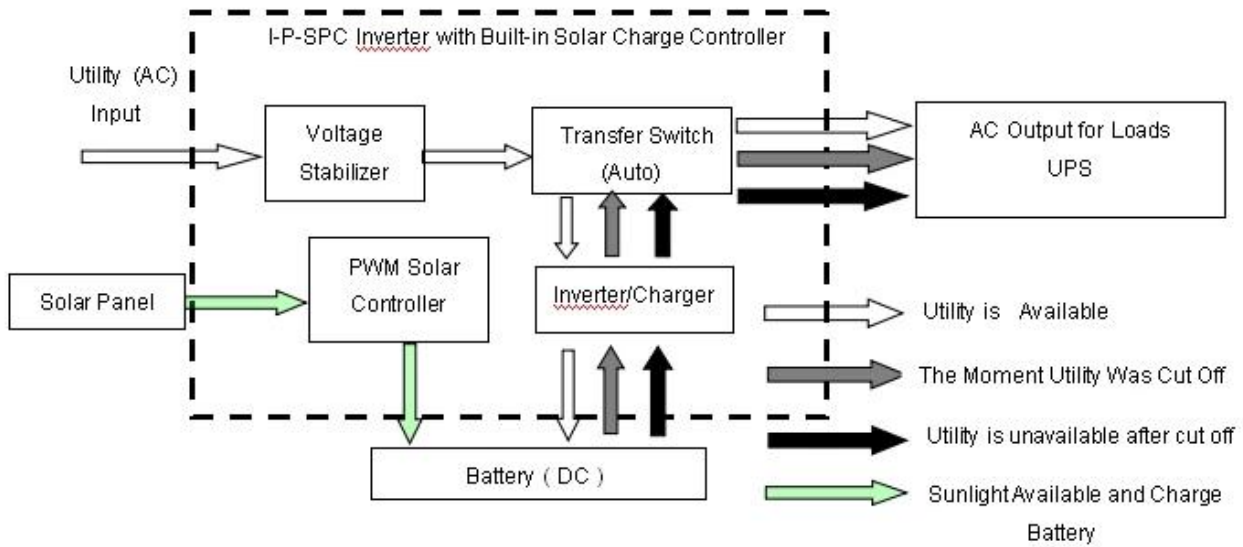 I-P-SPC Inverter with Built-in Solar Charge Controller
Utility (AC)
Input
Voltage
Stabilizer
Transfer Switch
(Auto)
AC Output for Loads
UPS
Solar Panel
PWM Solar
Controller
Inverter/Charger
Battery ( DC )
Utility is Available
The Moment Utility Was Cut Off
Utility is unavailable after cut off
Sunlight Available and Charge
Battery